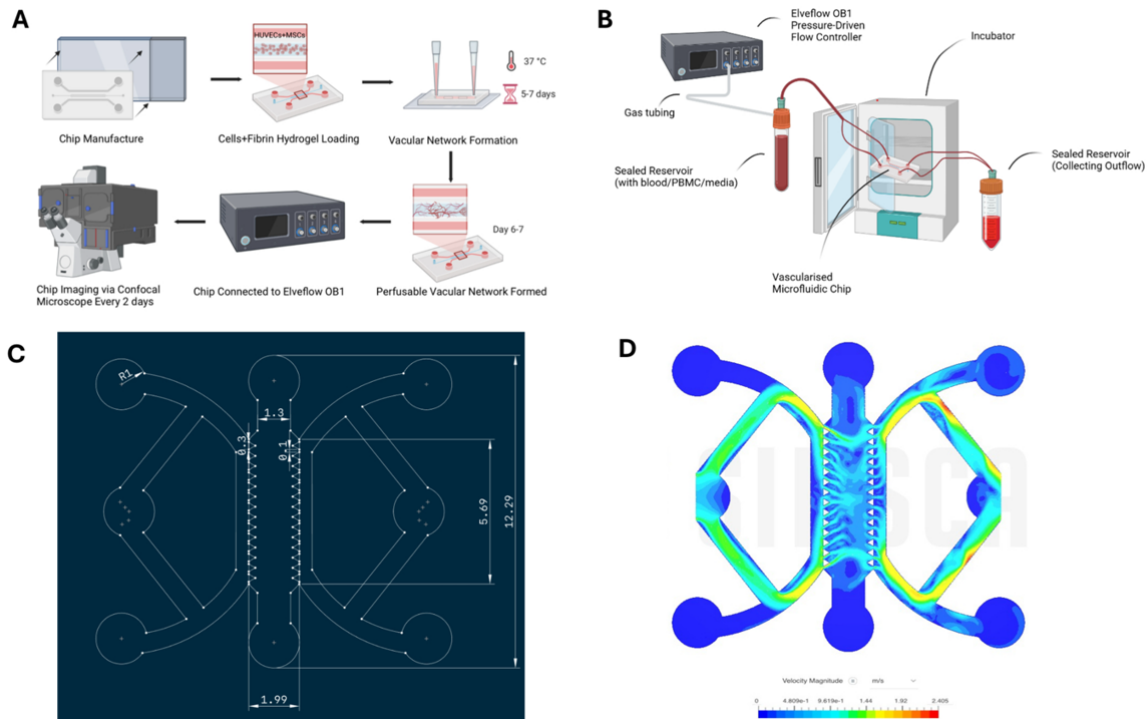 A
HUVECs+MSCs
37 °C
5-7 days
Chip Manufacture
Cells+Fibrin Hydrogel Loading
Vacular Network Formation
Day 6-7
Chip Imaging via Confocal
Microscope Every 2 days
Chip Connected to Elveflow OB1
Perfusable Vacular Network Formed
B
Elveflow OB1
Pressure-Driven
Flow Controller
Incubator
Gas tubing
Sealed Reservoir
(with blood/PBMC/media)
Sealed Reservoir
(Collecting Outflow)
Vascularised
Microfluidic Chip
C
R1
1.3
0.3
0.1
5.69
12.29
1.99
D
Velocity Magnitude
m/s
0
4.809e-1
9.619e-1
1.44
1.92
2.405